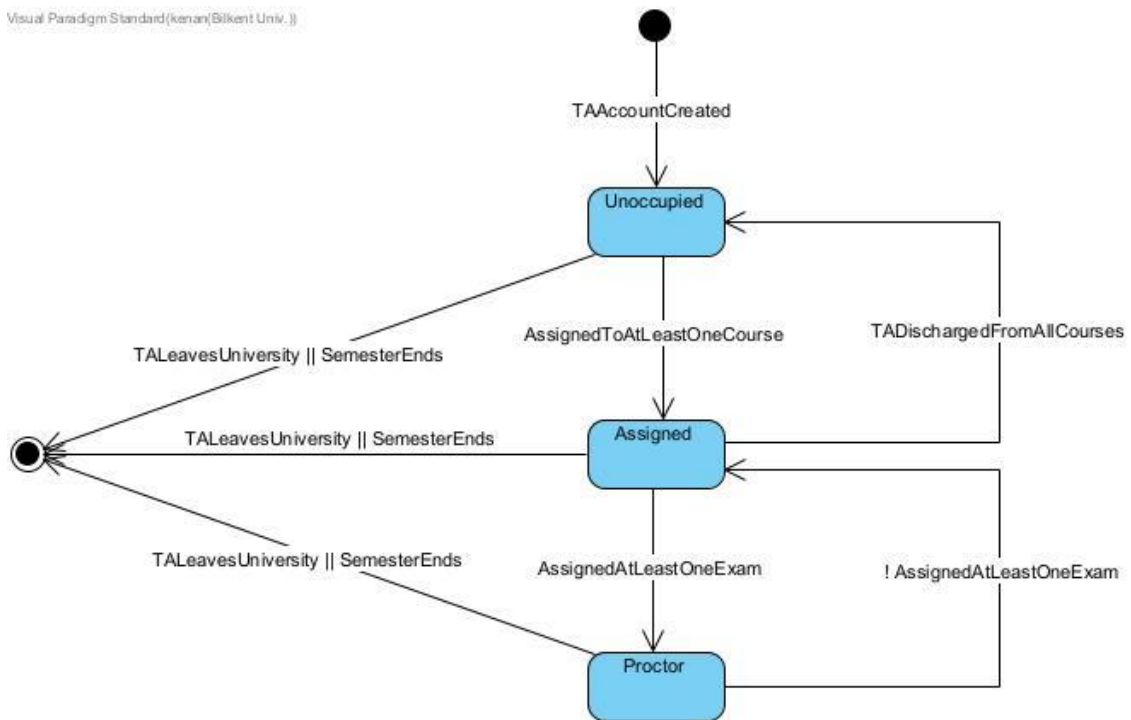 Visual Paradigm Standard(kenan(Bilkent Univ.))
TAAccountCreated
Unoccupied
AssignedToAtLeastOneCourse
TADischargedFromAllCourses
TALeavesUniversity || SemesterEnds
Assigned
TALeavesUniversity || SemesterEnds
TALeavesUniversity || SemesterEnds
AssignedAtLeastOneExam
! AssignedAtLeastOneExam
Proctor